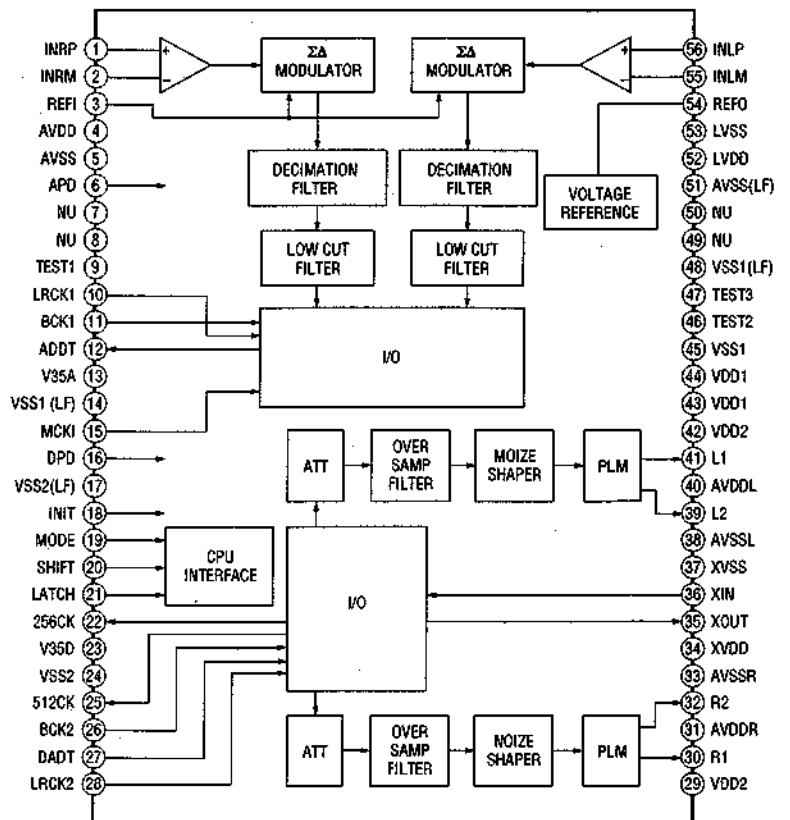 INRP 1
INRM 2
REFI 3
AVDD 4
AVSS 5
APD 6
NU 7
NU 8
TEST1 9
LRCK1 10
BCK1 11
ADDT 12
V35A 13
VSS1 (LF) 14
MCKI 15
DPD 16
VSS2(LF) 17
INIT 18
MODE 19
SHIFT 20
LATCH 21
256CK 22
V35D 23
VSS2 24
512CK 25
BCK2 26
DADT 27
LRCK2 28
ΣΔ
MODULATOR
ΣΔ
MODULATOR
DECIMATION
FILTER
DECIMATION
FILTER
VOLTAGE
REFERENCE
LOW CUT
FILTER
LOW CUT
FILTER
I/O
ATT
OVER
SAMP
FILTER
MOIZE
SHAPER
PLM
CPU
INTERFACE
I/O
ATT
OVER
SAMP
FILTER
NOIZE
SHAPER
PLM
+
−
+
−
56 INLP
55 INLM
54 REFO
53 LVSS
52 LVDD
51 AVSS(LF)
50 NU
49 NU
48 VSS1(LF)
47 TEST3
46 TEST2
45 VSS1
44 VDD1
43 VDD1
42 VDD2
41 L1
40 AVDDL
39 L2
38 AVSSL
37 XVSS
36 XIN
35 XOUT
34 XVDD
33 AVSSR
32 R2
31 AVDDR
30 R1
29 VDD2